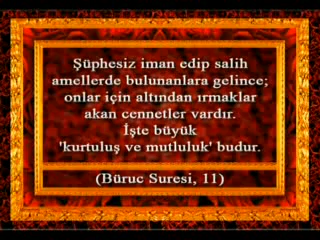 Şüphesiz iman edip salih
amellerde bulunanlara gelince;
onlar için altından ırmaklar
akan cennetler vardır.
İşte büyük
'kurtuluş ve mutluluk' budur.
(Büruc Suresi, 11)